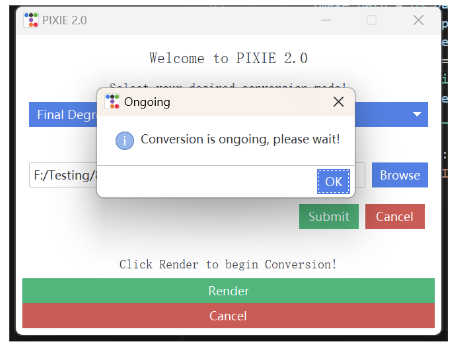 PIXIE 2.0
Welcome to PIXIE 2.0
Select your desired conversion mode!
Final Degre
Ongoing
Conversion is ongoing, please wait!
OK
F:/Testing/
Browse
Submit
Cancel
Click Render to begin Conversion!
Render
Cancel